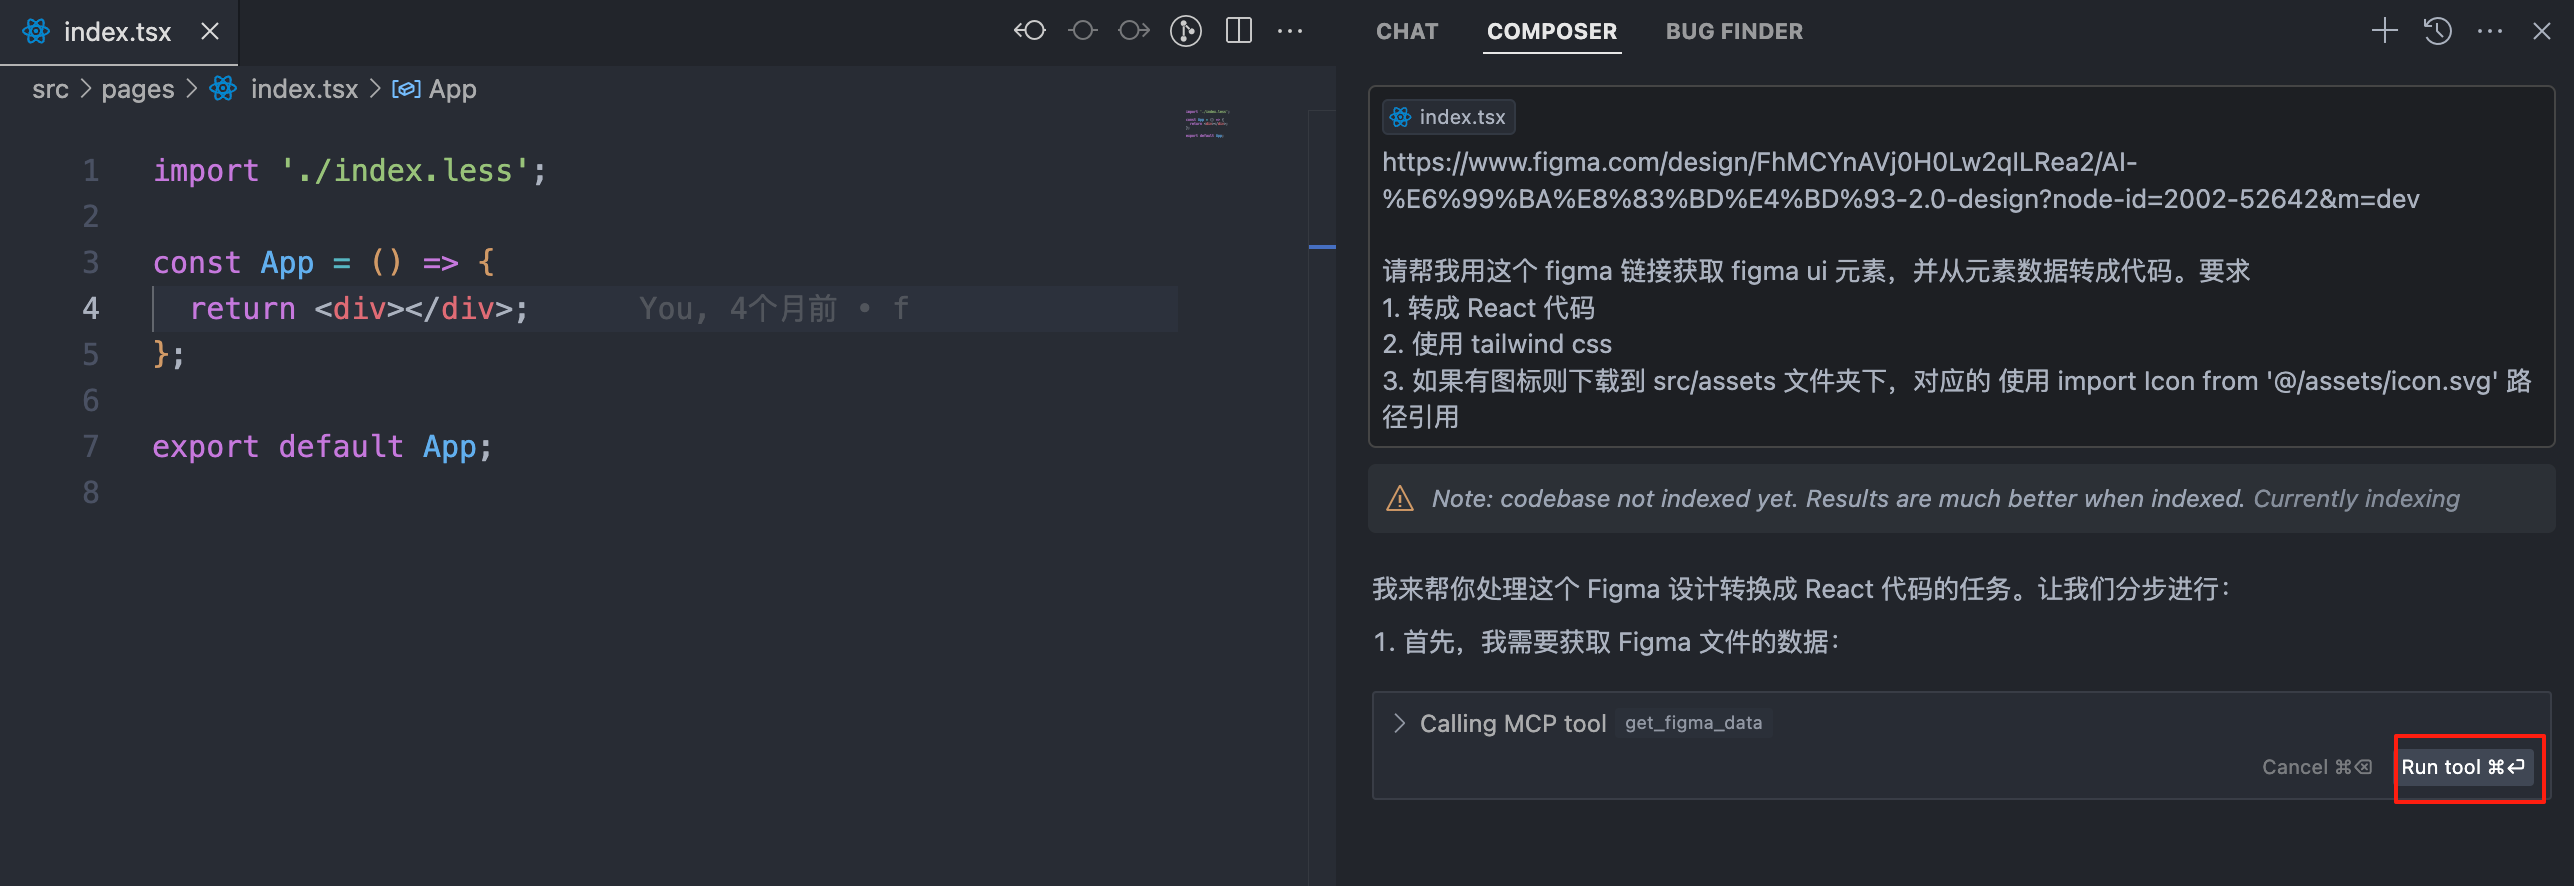 index.tsx
src > pages > index.tsx > App
1 import './index.less';
2
3 const App = () => {
4 return <div></div>; You, 4个月前 • f
5 };
6
7 export default App;
8
CHAT COMPOSER BUG FINDER
index.tsx
https://www.figma.com/design/FhMCYnAVj0H0Lw2qILRea2/AI-
%E6%99%BA%E8%83%BD%E4%BD%93-2.0-design?node-id=2002-52642&m=dev
请帮我用这个 figma 链接获取 figma ui 元素，并从元素数据转成代码。要求
1. 转成 React 代码
2. 使用 tailwind css
3. 如果有图标则下载到 src/assets 文件夹下，对应的 使用 import Icon from '@/assets/icon.svg' 路
径引用
Note: codebase not indexed yet. Results are much better when indexed. Currently indexing
我来帮你处理这个 Figma 设计转换成 React 代码的任务。让我们分步进行：
1. 首先，我需要获取 Figma 文件的数据：
Calling MCP tool get_figma_data
Cancel ⌘⌫ Run tool ⌘⏎